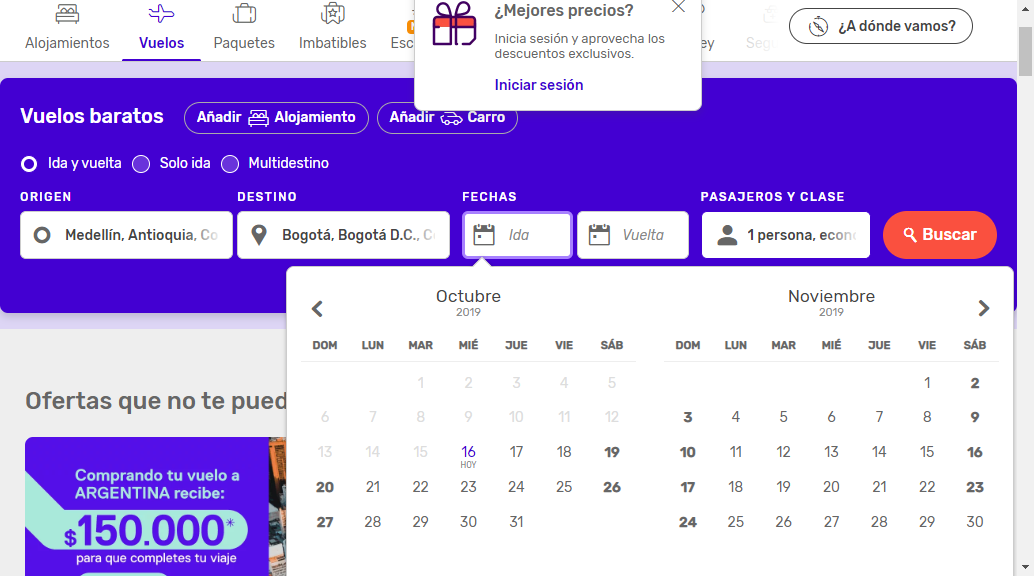 Alojamientos
Vuelos
Paquetes
Imbatibles
¿A dónde vamos?
¿Mejores precios?
Inicia sesión y aprovecha los
descuentos exclusivos.
Iniciar sesión
Vuelos baratos
Añadir Alojamiento
Añadir Carro
Ida y vuelta
Solo ida
Multidestino
ORIGEN
DESTINO
FECHAS
PASAJEROS Y CLASE
Medellín, Antioquia, Co
Bogotá, Bogotá D.C., C
Ida
Vuelta
1 persona, econ
Buscar
Octubre
2019
DOM LUN MAR MIÉ JUE VIE SÁB
1 2 3 4 5
6 7 8 9 10 11 12
13 14 15 16 17 18 19
HOY
20 21 22 23 24 25 26
27 28 29 30 31
Noviembre
2019
DOM LUN MAR MIÉ JUE VIE SÁB
1 2
3 4 5 6 7 8 9
10 11 12 13 14 15 16
17 18 19 20 21 22 23
24 25 26 27 28 29 30
Ofertas que no te pued
Comprando tu vuelo a
ARGENTINA recibe:
$150.000*
para que completes tu viaje